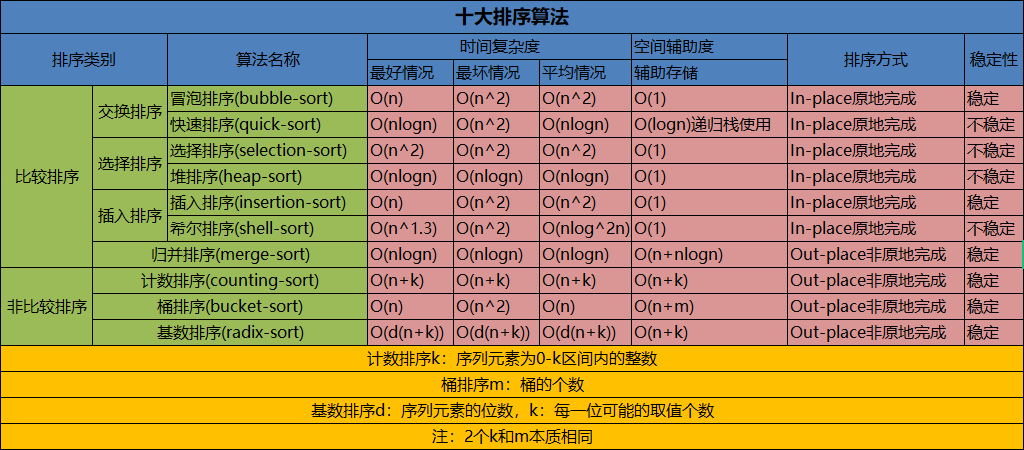 十大排序算法
排序类别 算法名称 时间复杂度 空间辅助度 排序方式 稳定性
最好情况 最坏情况 平均情况 辅助存储
比较排序 交换排序 冒泡排序(bubble-sort) O(n) O(n^2) O(n^2) O(1) In-place原地完成 稳定
快速排序(quick-sort) O(nlogn) O(n^2) O(nlogn) O(logn)递归栈使用 In-place原地完成 不稳定
选择排序 选择排序(selection-sort) O(n^2) O(n^2) O(n^2) O(1) In-place原地完成 不稳定
堆排序(heap-sort) O(nlogn) O(nlogn) O(nlogn) O(1) In-place原地完成 不稳定
插入排序 插入排序(insertion-sort) O(n) O(n^2) O(n^2) O(1) In-place原地完成 稳定
希尔排序(shell-sort) O(n^1.3) O(n^2) O(nlog^2n) O(1) In-place原地完成 不稳定
归并排序(merge-sort) O(nlogn) O(nlogn) O(nlogn) O(n+nlogn) Out-place非原地完成 稳定
非比较排序 计数排序(counting-sort) O(n+k) O(n+k) O(n+k) O(n+k) Out-place非原地完成 稳定
桶排序(bucket-sort) O(n) O(n^2) O(n) O(n+m) Out-place非原地完成 稳定
基数排序(radix-sort) O(d(n+k)) O(d(n+k)) O(d(n+k)) O(n+k) Out-place非原地完成 稳定
计数排序k：序列元素为0-k区间内的整数
桶排序m：桶的个数
基数排序d：序列元素的位数，k：每一位可能的取值个数
注：2个k和m本质相同